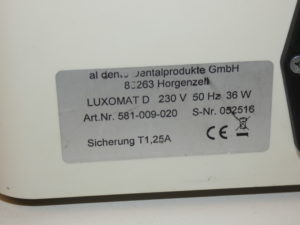 al dente Dentalprodukte GmbH
88263 Horgenzell
LUXOMAT D 230 V 50 Hz 36 W
Art.Nr. 581-009-020 S-Nr. 052516
Sicherung T1,25A
CE